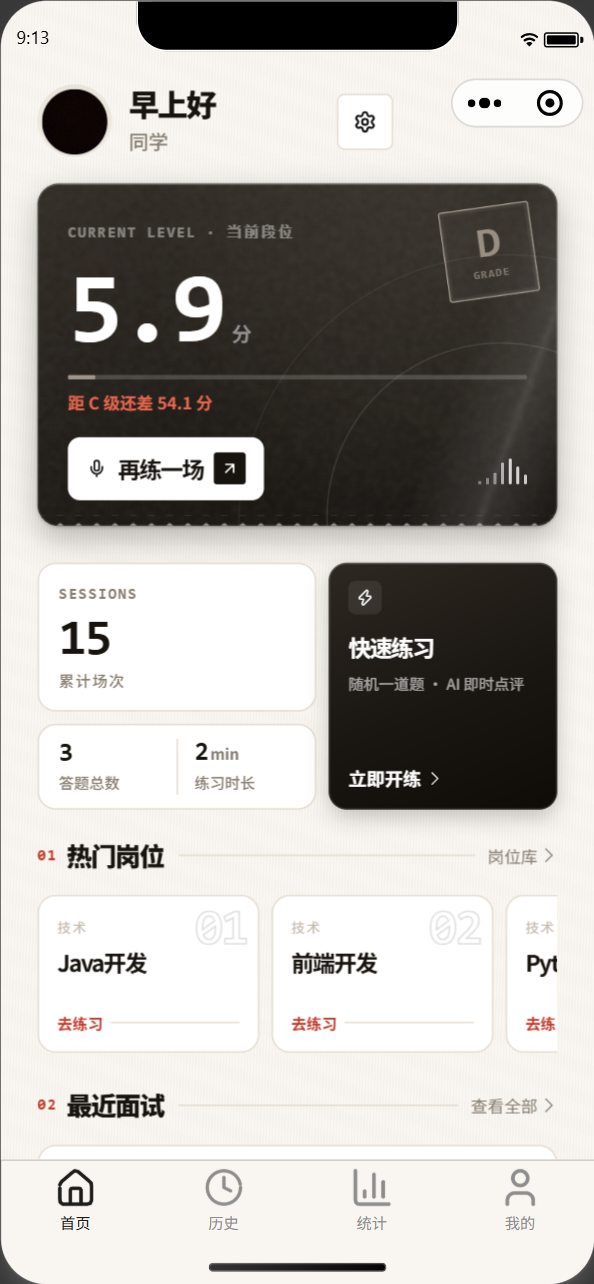 9:13
早上好
同学
CURRENT LEVEL · 当前段位
D
GRADE
5.9分
距 C 级还差 54.1 分
再练一场
SESSIONS
15
累计场次
3
答题总数
2min
练习时长
快速练习
随机一道题 · AI 即时点评
立即开练
01 热门岗位 岗位库
技术
01
Java开发
去练习
技术
02
前端开发
去练习
技术
Pyt
去练
02 最近面试 查看全部
首页
历史
统计
我的